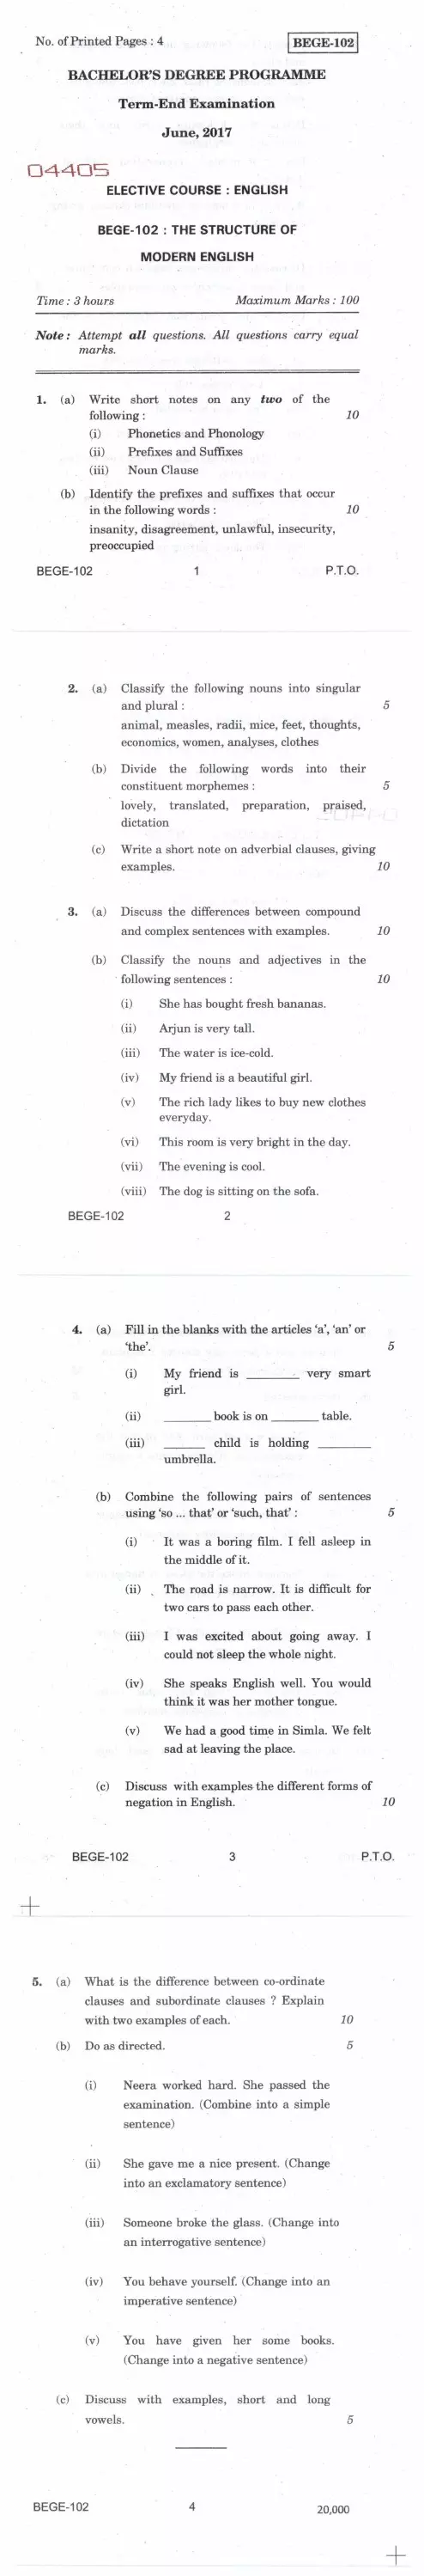 No. of Printed Pages : 4
BEGE-102
BACHELOR'S DEGREE PROGRAMME
Term-End Examination
June, 2017
04405
ELECTIVE COURSE : ENGLISH
BEGE-102 : THE STRUCTURE OF
MODERN ENGLISH
Time : 3 hours Maximum Marks : 100
Note : Attempt all questions. All questions carry equal
marks.
1. (a) Write short notes on any two of the
following : 10
(i) Phonetics and Phonology
(ii) Prefixes and Suffixes
(iii) Noun Clause
(b) Identify the prefixes and suffixes that occur
in the following words : 10
insanity, disagreement, unlawful, insecurity,
preoccupied
BEGE-102 1 P.T.O.
2. (a) Classify the following nouns into singular
and plural : 5
animal, measles, radii, mice, feet, thoughts,
economics, women, analyses, clothes
(b) Divide the following words into their
constituent morphemes : 5
lovely, translated, preparation, praised,
dictation
(c) Write a short note on adverbial clauses, giving
examples. 10
3. (a) Discuss the differences between compound
and complex sentences with examples. 10
(b) Classify the nouns and adjectives in the
following sentences : 10
(i) She has bought fresh bananas.
(ii) Arjun is very tall.
(iii) The water is ice-cold.
(iv) My friend is a beautiful girl.
(v) The rich lady likes to buy new clothes
everyday.
(vi) This room is very bright in the day.
(vii) The evening is cool.
(viii) The dog is sitting on the sofa.
BEGE-102 2
4. (a) Fill in the blanks with the articles 'a', 'an' or
'the'. 5
(i) My friend is ________ very smart
girl.
(ii) ________ book is on ________ table.
(iii) ________ child is holding ________
umbrella.
(b) Combine the following pairs of sentences
using 'so ... that' or 'such, that' : 5
(i) It was a boring film. I fell asleep in
the middle of it.
(ii) The road is narrow. It is difficult for
two cars to pass each other.
(iii) I was excited about going away. I
could not sleep the whole night.
(iv) She speaks English well. You would
think it was her mother tongue.
(v) We had a good time in Simla. We felt
sad at leaving the place.
(c) Discuss with examples the different forms of
negation in English. 10
BEGE-102 3 P.T.O.
5. (a) What is the difference between co-ordinate
clauses and subordinate clauses ? Explain
with two examples of each. 10
(b) Do as directed. 5
(i) Neera worked hard. She passed the
examination. (Combine into a simple
sentence)
(ii) She gave me a nice present. (Change
into an exclamatory sentence)
(iii) Someone broke the glass. (Change into
an interrogative sentence)
(iv) You behave yourself. (Change into an
imperative sentence)
(v) You have given her some books.
(Change into a negative sentence)
(c) Discuss with examples, short and long
vowels. 5
BEGE-102 4 20,000